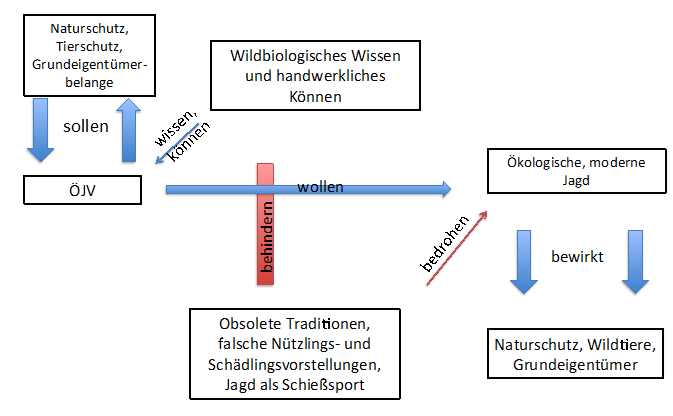 Naturschutz,
Tierschutz,
Grundeigentümer-
belange
Wildbiologisches Wissen
und handwerkliches
Können
sollen
wissen,
können
ÖJV
wollen
Ökologische, moderne
Jagd
behindern
bedrohen
bewirkt
Obsolete Traditionen,
falsche Nützlings- und
Schädlingsvorstellungen,
Jagd als Schießsport
Naturschutz, Wildtiere,
Grundeigentümer